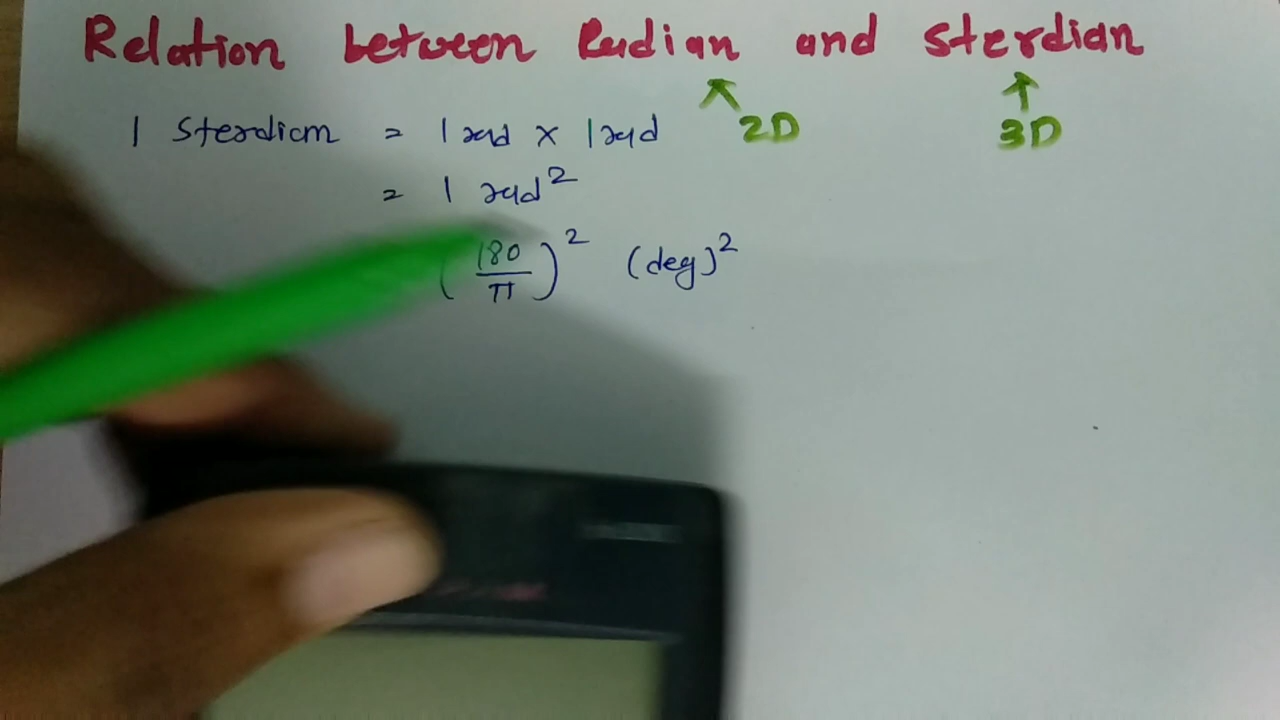 Relation between Radian and sterdian
2D 3D
1 Sterdian = 1 rad × 1 rad
= 1 rad²
(180/π)² (deg)²